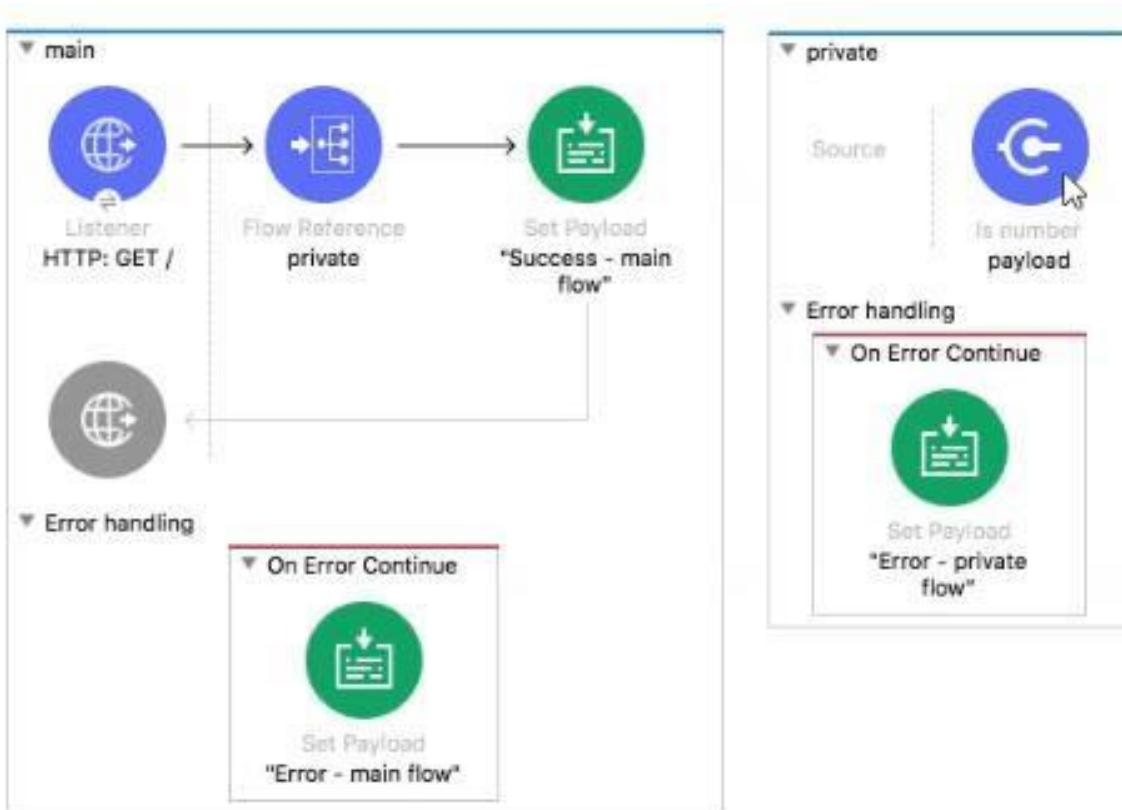 main
Listener
HTTP: GET /
Flow Reference
private
Set Payload
"Success - main
flow"
Error handling
On Error Continue
Set Payload
"Error - main flow"
private
Source
Is number
payload
Error handling
On Error Continue
Set Payload
"Error - private
flow"